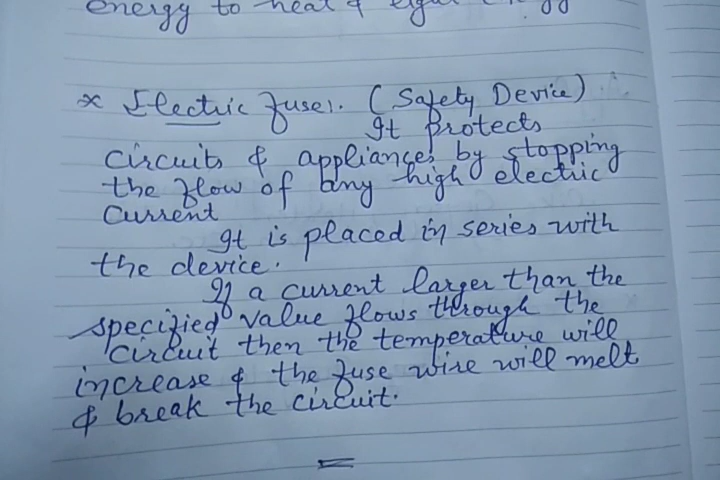 energy to heat & light
× Electric fuse:. (Safety Device)
It protects
circuits & appliances by stopping
the flow of any high electric
current
It is placed in series with
the device.
If a current larger than the
specified value flows through the
circuit then the temperature will
increase & the fuse wire will melt
& break the circuit.